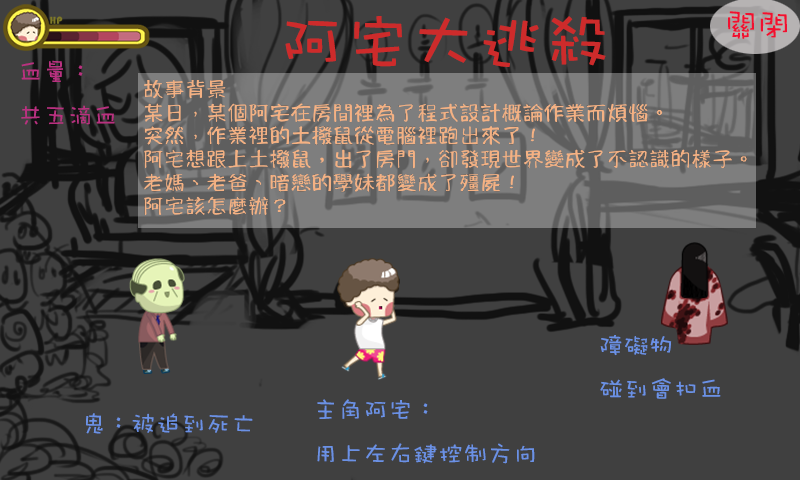 HP
阿宅大逃殺
關閉
血量：
共五滴血
故事背景
某日，某個阿宅在房間裡為了程式設計概論作業而煩惱。
突然，作業裡的土撥鼠從電腦裡跑出來了！
阿宅想跟上土撥鼠，出了房門，卻發現世界變成了不認識的樣子。
老媽、老爸、暗戀的學妹都變成了殭屍！
阿宅該怎麼辦？
鬼：被追到死亡
主角阿宅：
用上左右鍵控制方向
障礙物
碰到會扣血